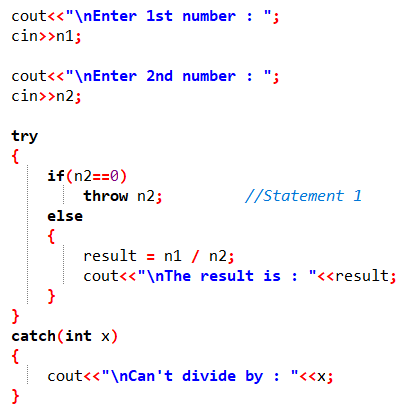 cout<<"\nEnter 1st number : ";
cin>>n1;

cout<<"\nEnter 2nd number : ";
cin>>n2;

try
{
    if(n2==0)
        throw n2;         //Statement 1
    else
    {
        result = n1 / n2;
        cout<<"\nThe result is : "<<result;
    }
}
catch(int x)
{
    cout<<"\nCan't divide by : "<<x;
}